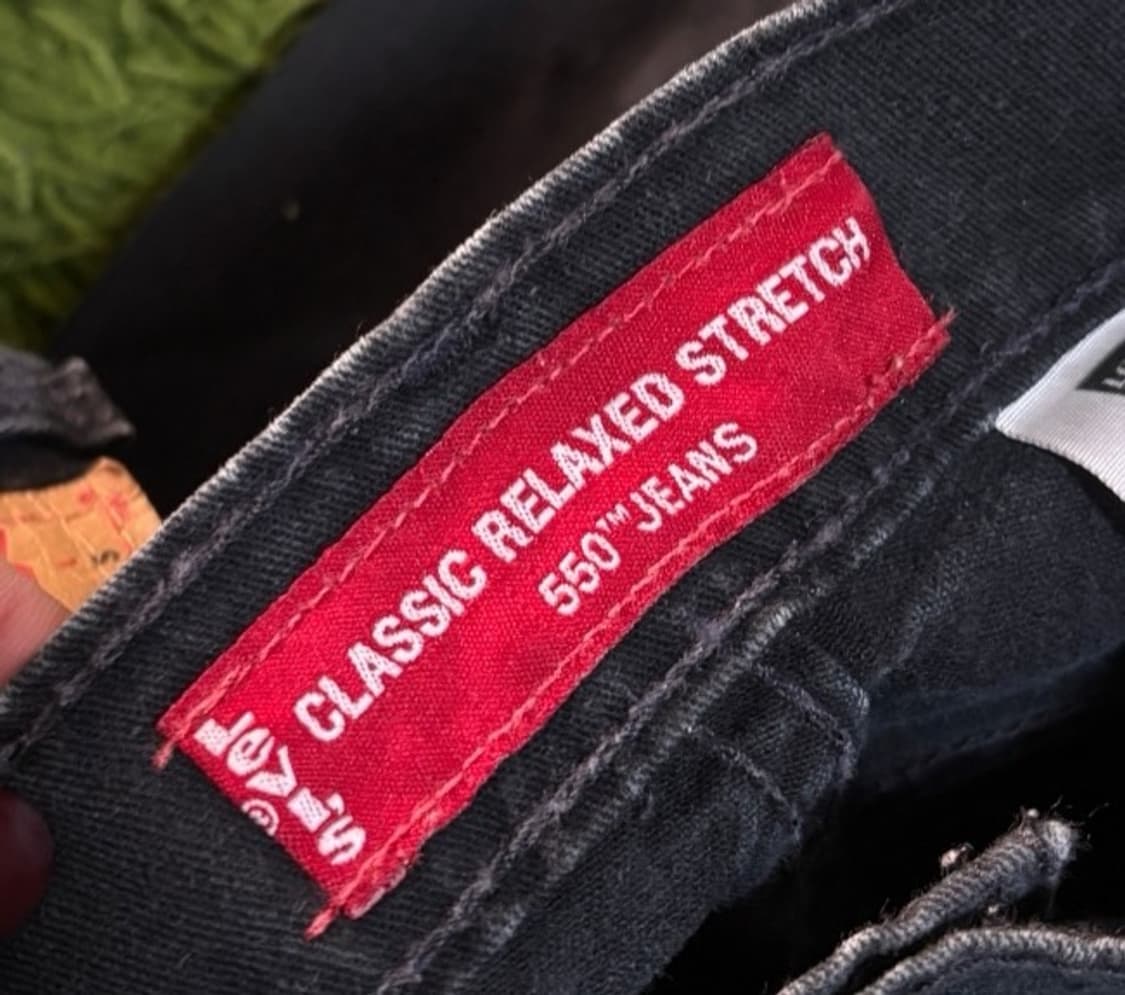 Levi's®
CLASSIC RELAXED STRETCH
550™ JEANS